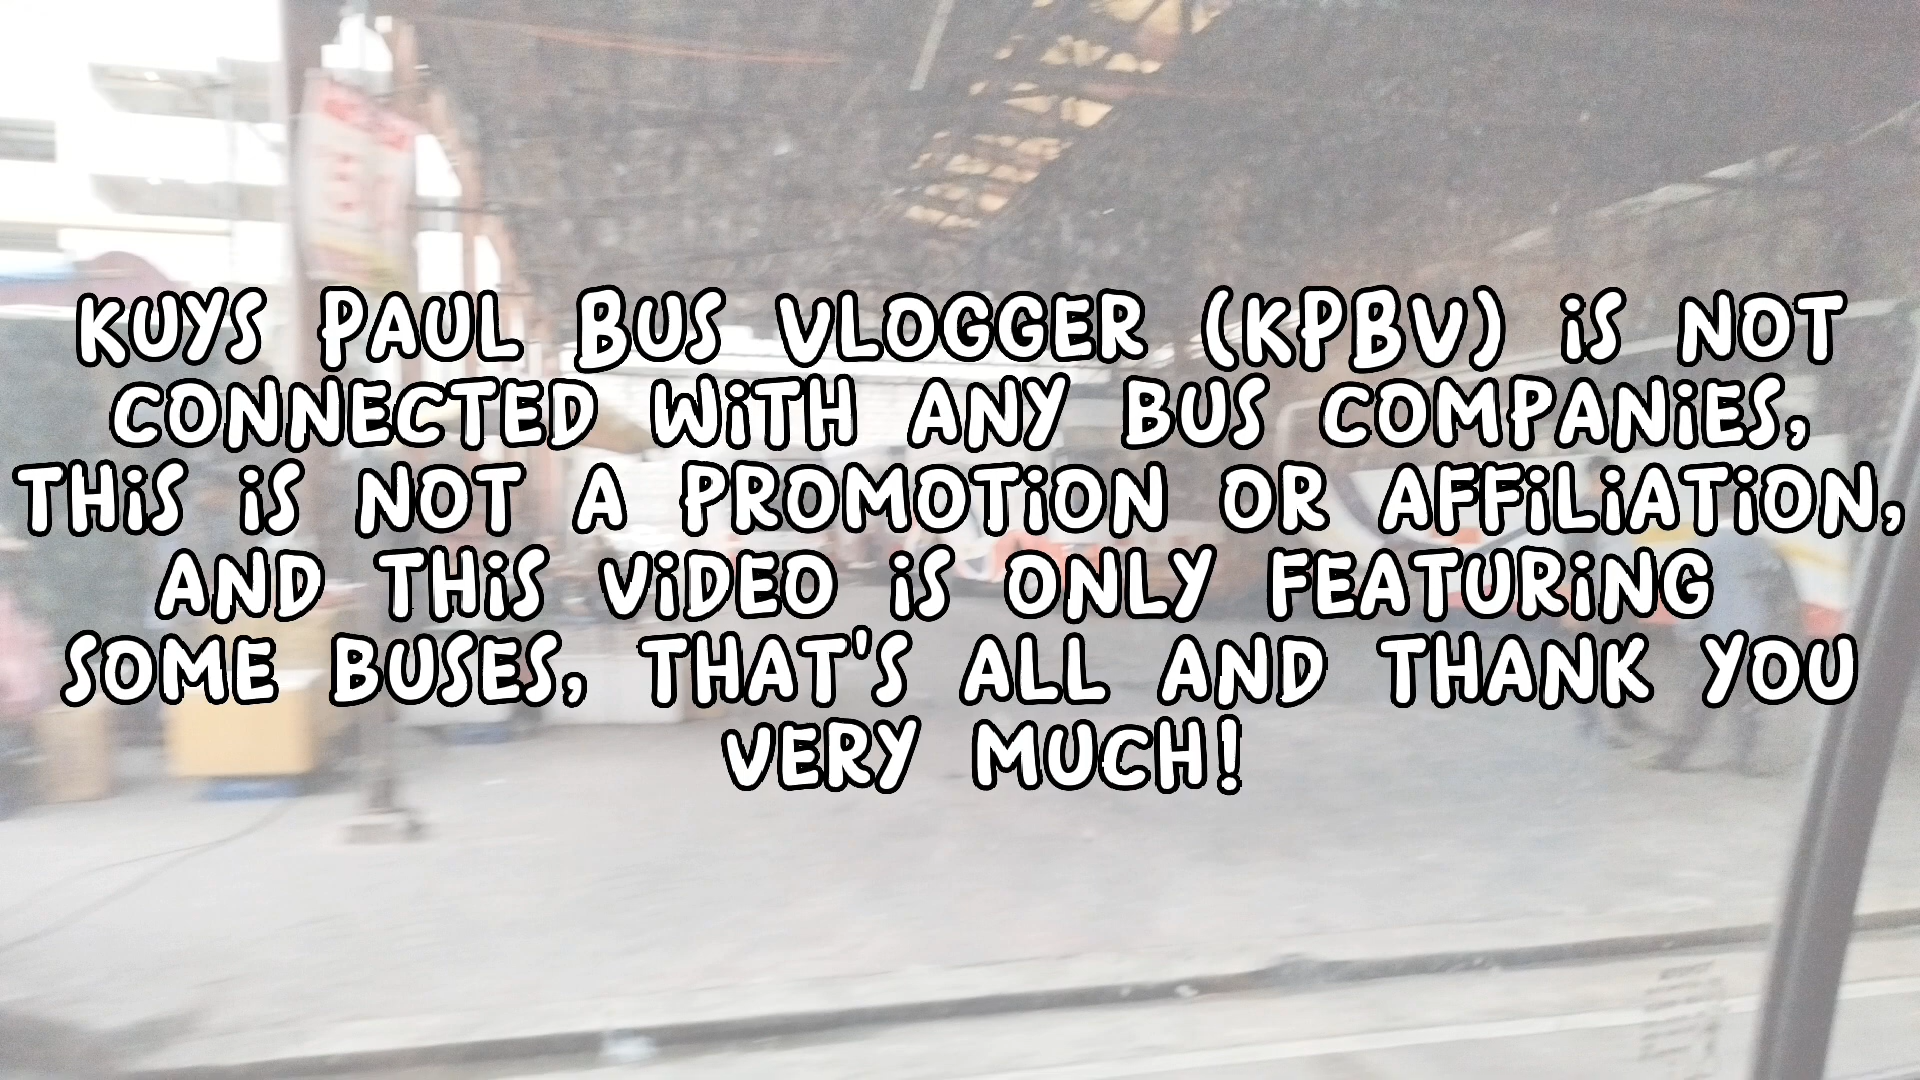 KUYS PAUL BUS VLOGGER (KPBV) iS NOT
CONNECTED WiTH ANY BUS COMPANiES,
THiS iS NOT A PROMOTiON OR AFFiLiATiON,
AND THiS ViDEO iS ONLY FEATURiNG
SOME BUSES, THAT'S ALL AND THANK YOU
VERY MUCH!